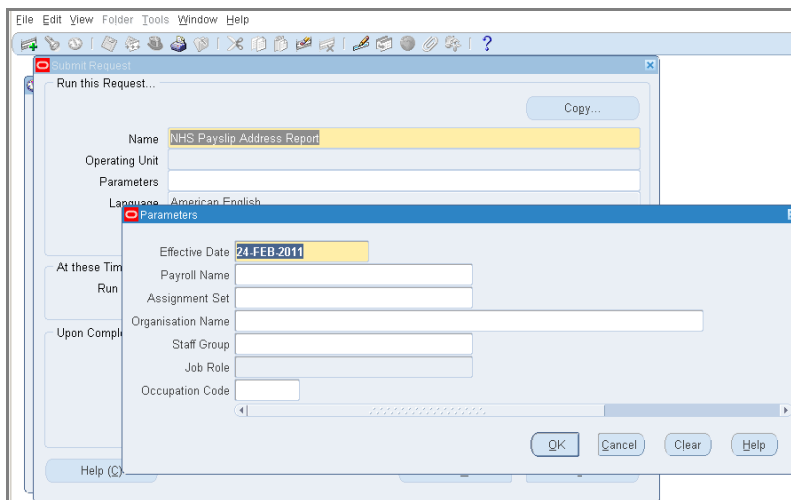 File Edit View Folder Tools Window Help
Submit Request
Run this Request...
Copy...
Name NHS Payslip Address Report
Operating Unit
Parameters
Language American English
Parameters
Effective Date 24-FEB-2011
Payroll Name
At these Tim
Assignment Set
Run
Organisation Name
Upon Comple
Staff Group
Job Role
Occupation Code
OK Cancel Clear Help
Help (C)